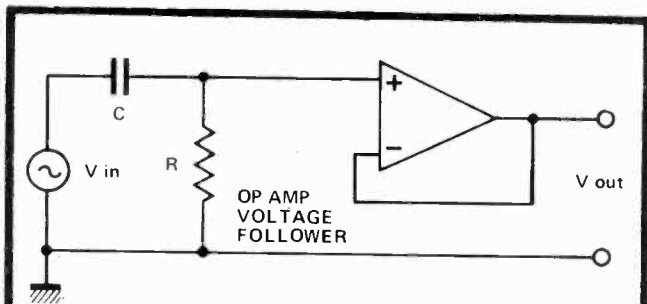 C
+
R
−
V in
V out
OP AMP
VOLTAGE
FOLLOWER